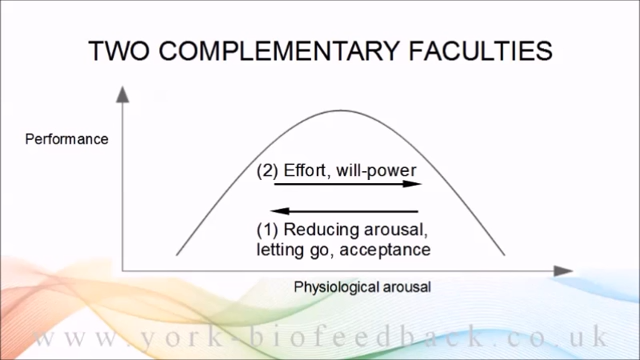 TWO COMPLEMENTARY FACULTIES
Performance
(2) Effort, will-power
(1) Reducing arousal,
letting go, acceptance
Physiological arousal
www.york-biofeedback.co.uk